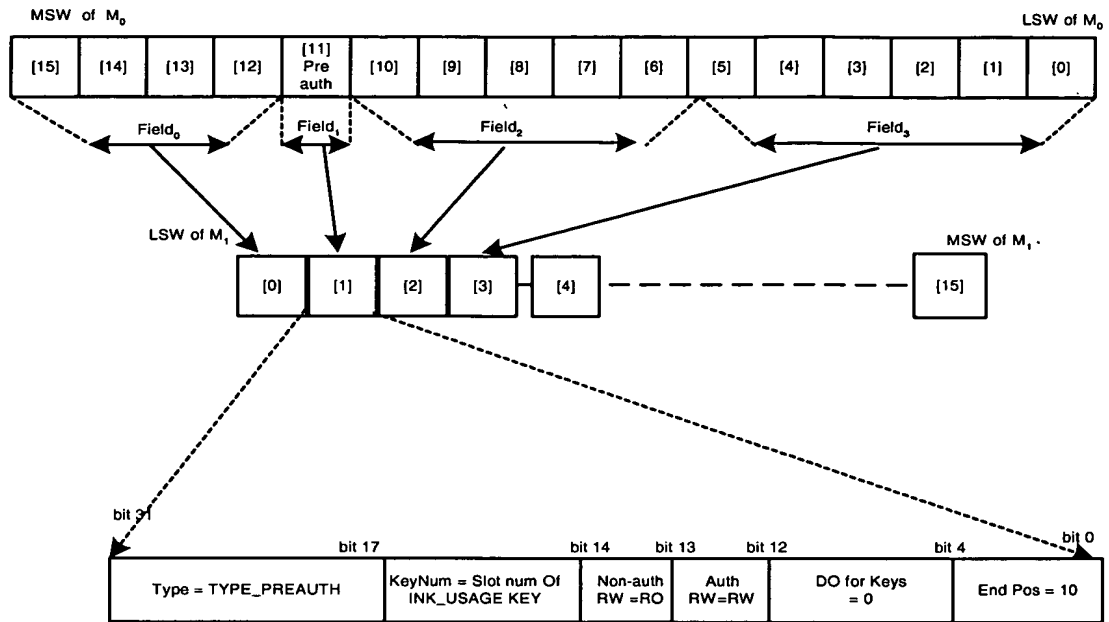 MSW of M₀ LSW of M₀
[15] [14] [13] [12] [11] Pre auth [10] [9] [8] [7] [6] [5] [4] [3] [2] [1] [0]
Field₀ Field₁ Field₂ Field₃
LSW of M₁ MSW of M₁
[0] [1] [2] [3] [4] [15]
bit 31 bit 17 bit 14 bit 13 bit 12 bit 4 bit 0
Type = TYPE_PREAUTH
KeyNum = Slot num Of
INK_USAGE KEY
Non-auth
RW =RO
Auth
RW=RW
DO for Keys
= 0
End Pos = 10